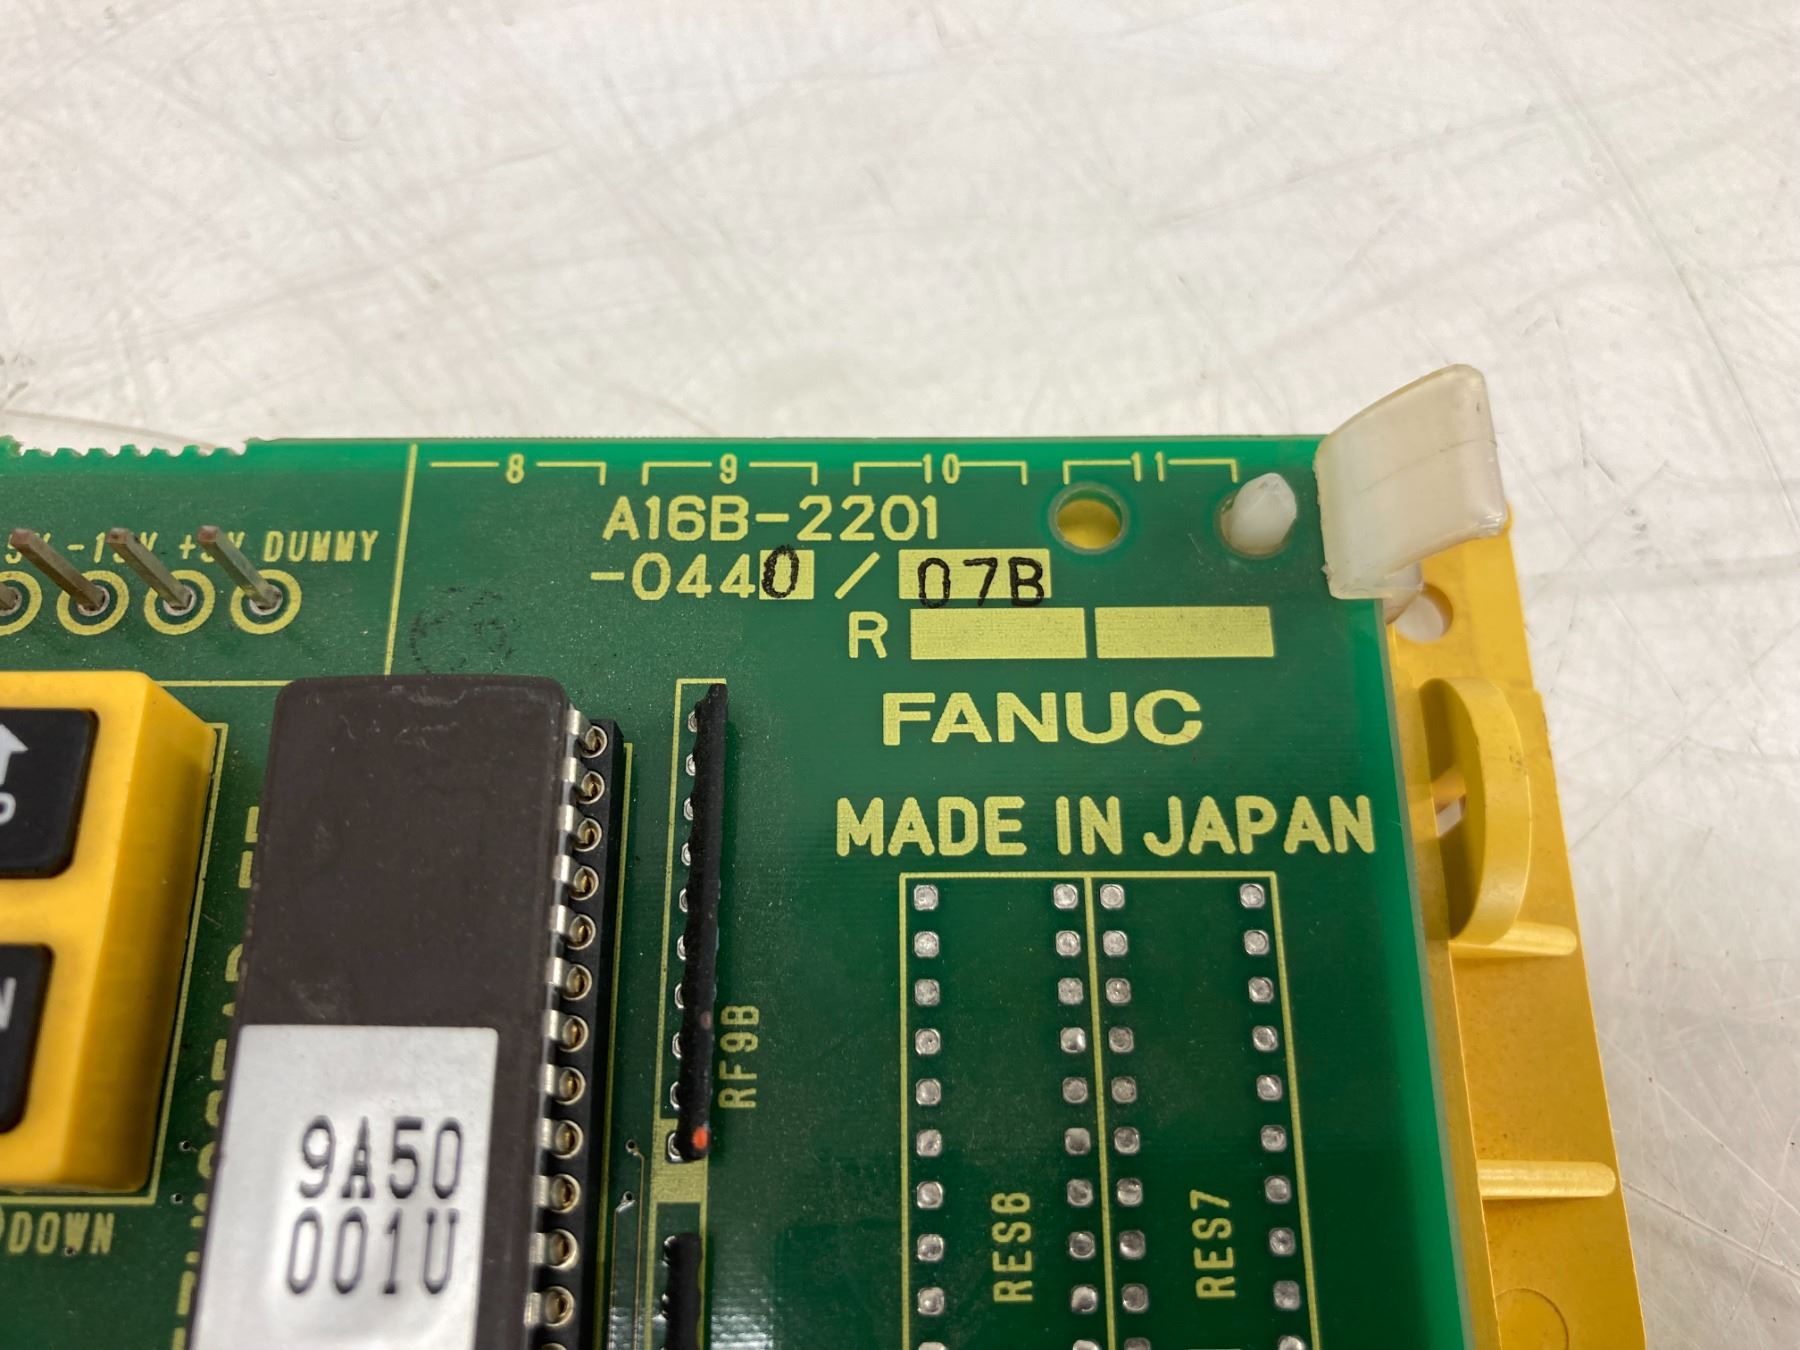 8 9 10 11
A16B-2201
-0440 / 07B
R
FANUC
MADE IN JAPAN
+5V DUMMY
RF9B
9A50
001U
DOWN
RES6
RES7